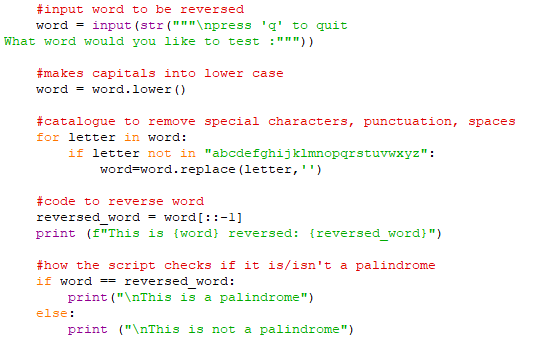 #input word to be reversed
word = input(str("""\npress 'q' to quit
What word would you like to test :"""))
#makes capitals into lower case
word = word.lower()
#catalogue to remove special characters, punctuation, spaces
for letter in word:
if letter not in "abcdefghijklmnopqrstuvwxyz":
word=word.replace(letter,'')
#code to reverse word
reversed_word = word[::-1]
print (f"This is {word} reversed: {reversed_word}")
#how the script checks if it is/isn't a palindrome
if word == reversed_word:
print("\nThis is a palindrome")
else:
print ("\nThis is not a palindrome")